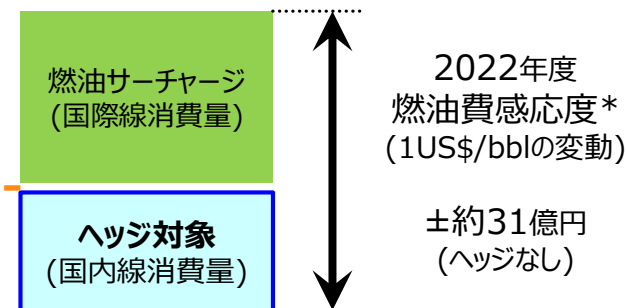 燃油サーチャージ
(国際線消費量)
ヘッジ対象
(国内線消費量)
2022年度
燃油費感応度*
(1US$/bblの変動)
±約31億円
(ヘッジなし)